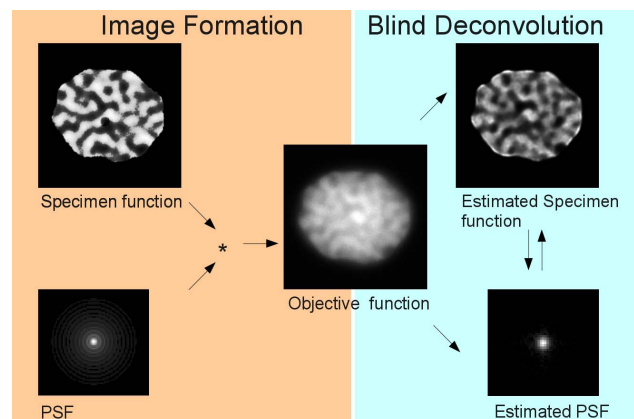 Image Formation
Blind Deconvolution
Specimen function
*
Objective function
PSF
Estimated Specimen
function
Estimated PSF